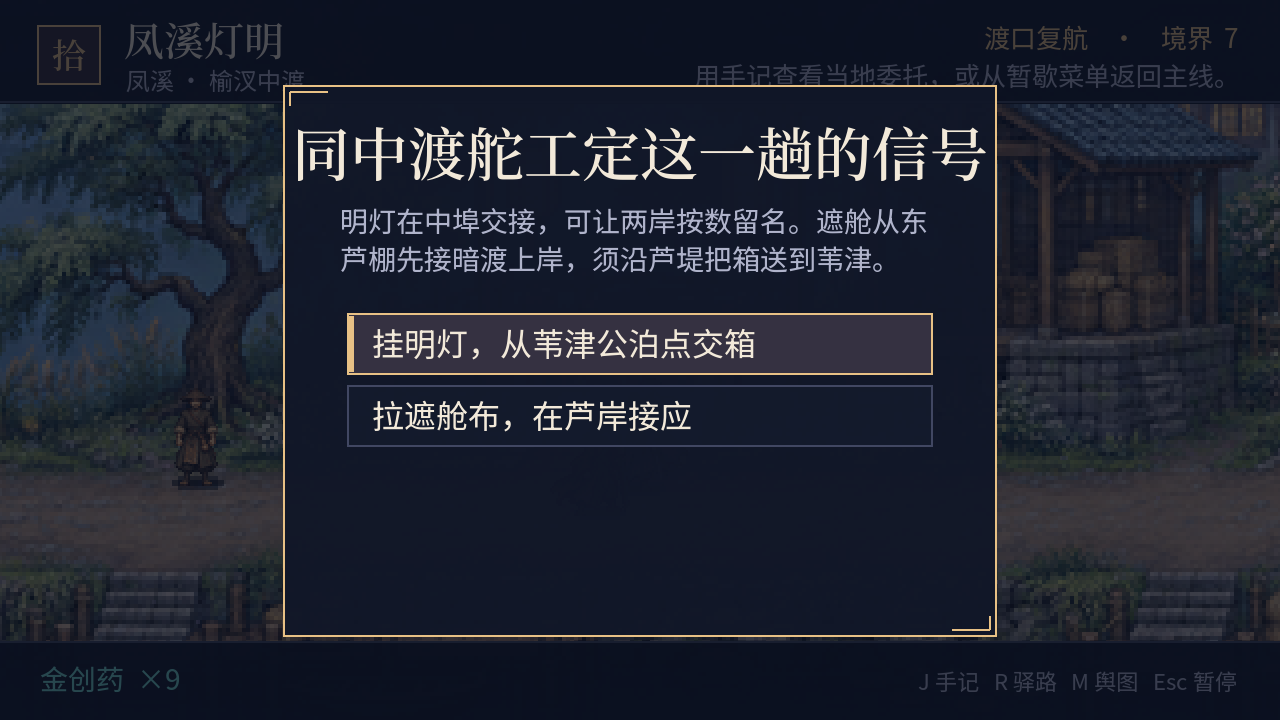 拾
凤溪灯明
凤溪 · 榆汊中渡
渡口复航 · 境界 7
用手记查看当地委托，或从暂歇菜单返回主线。
同中渡舵工定这一趟的信号
明灯在中埠交接，可让两岸按数留名。遮舱从东
芦棚先接暗渡上岸，须沿芦堤把箱送到苇津。
挂明灯，从苇津公泊点交箱
拉遮舱布，在芦岸接应
金创药 ×9
J 手记 R 驿路 M 舆图 Esc 暂停